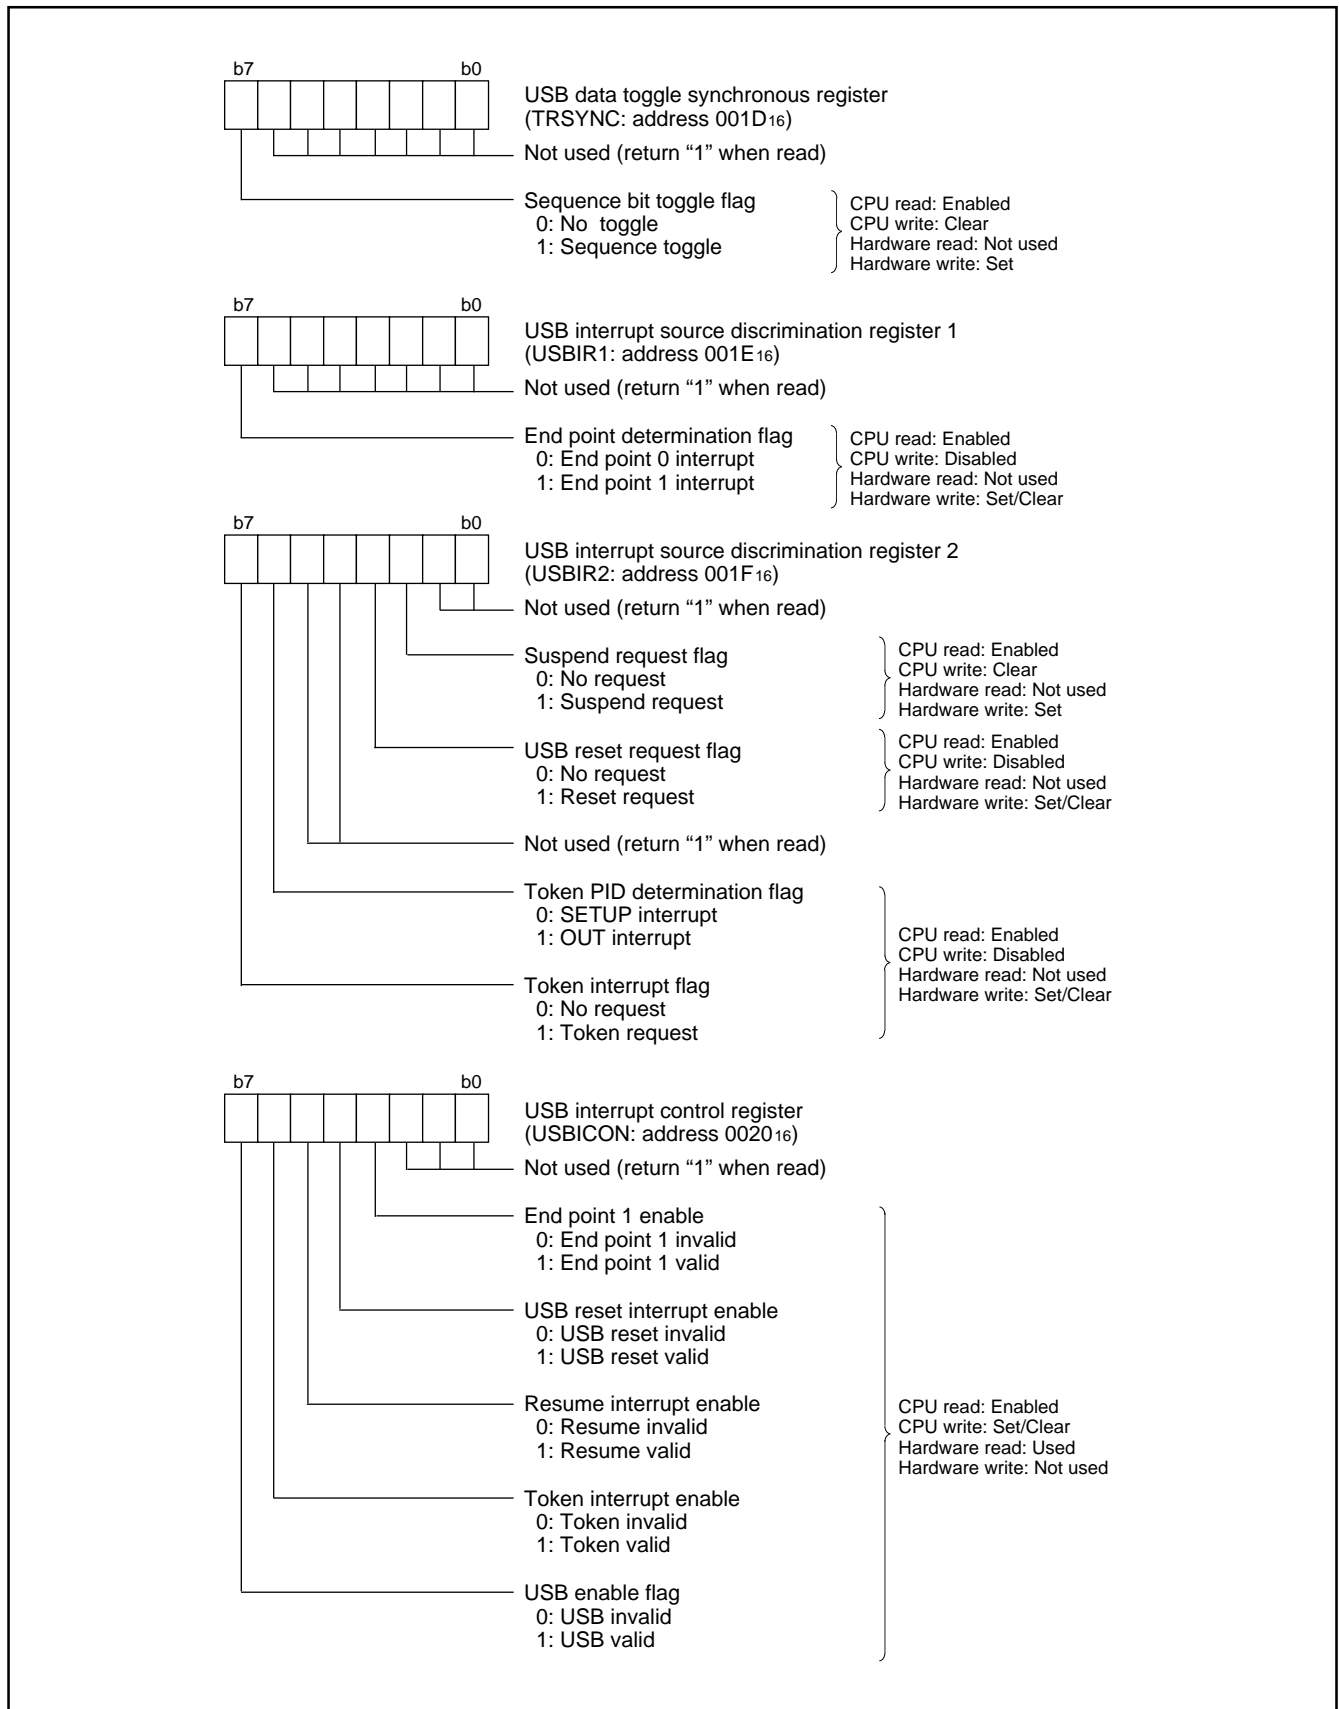 b7 b0
USB data toggle synchronous register
(TRSYNC: address 001D16)
Not used (return “1” when read)
Sequence bit toggle flag
0: No toggle
1: Sequence toggle
CPU read: Enabled
CPU write: Clear
Hardware read: Not used
Hardware write: Set
b7 b0
USB interrupt source discrimination register 1
(USBIR1: address 001E16)
Not used (return “1” when read)
End point determination flag
0: End point 0 interrupt
1: End point 1 interrupt
CPU read: Enabled
CPU write: Disabled
Hardware read: Not used
Hardware write: Set/Clear
b7 b0
USB interrupt source discrimination register 2
(USBIR2: address 001F16)
Not used (return “1” when read)
Suspend request flag
0: No request
1: Suspend request
CPU read: Enabled
CPU write: Clear
Hardware read: Not used
Hardware write: Set
USB reset request flag
0: No request
1: Reset request
CPU read: Enabled
CPU write: Disabled
Hardware read: Not used
Hardware write: Set/Clear
Not used (return “1” when read)
Token PID determination flag
0: SETUP interrupt
1: OUT interrupt
Token interrupt flag
0: No request
1: Token request
CPU read: Enabled
CPU write: Disabled
Hardware read: Not used
Hardware write: Set/Clear
b7 b0
USB interrupt control register
(USBICON: address 002016)
Not used (return “1” when read)
End point 1 enable
0: End point 1 invalid
1: End point 1 valid
USB reset interrupt enable
0: USB reset invalid
1: USB reset valid
Resume interrupt enable
0: Resume invalid
1: Resume valid
Token interrupt enable
0: Token invalid
1: Token valid
USB enable flag
0: USB invalid
1: USB valid
CPU read: Enabled
CPU write: Set/Clear
Hardware read: Used
Hardware write: Not used